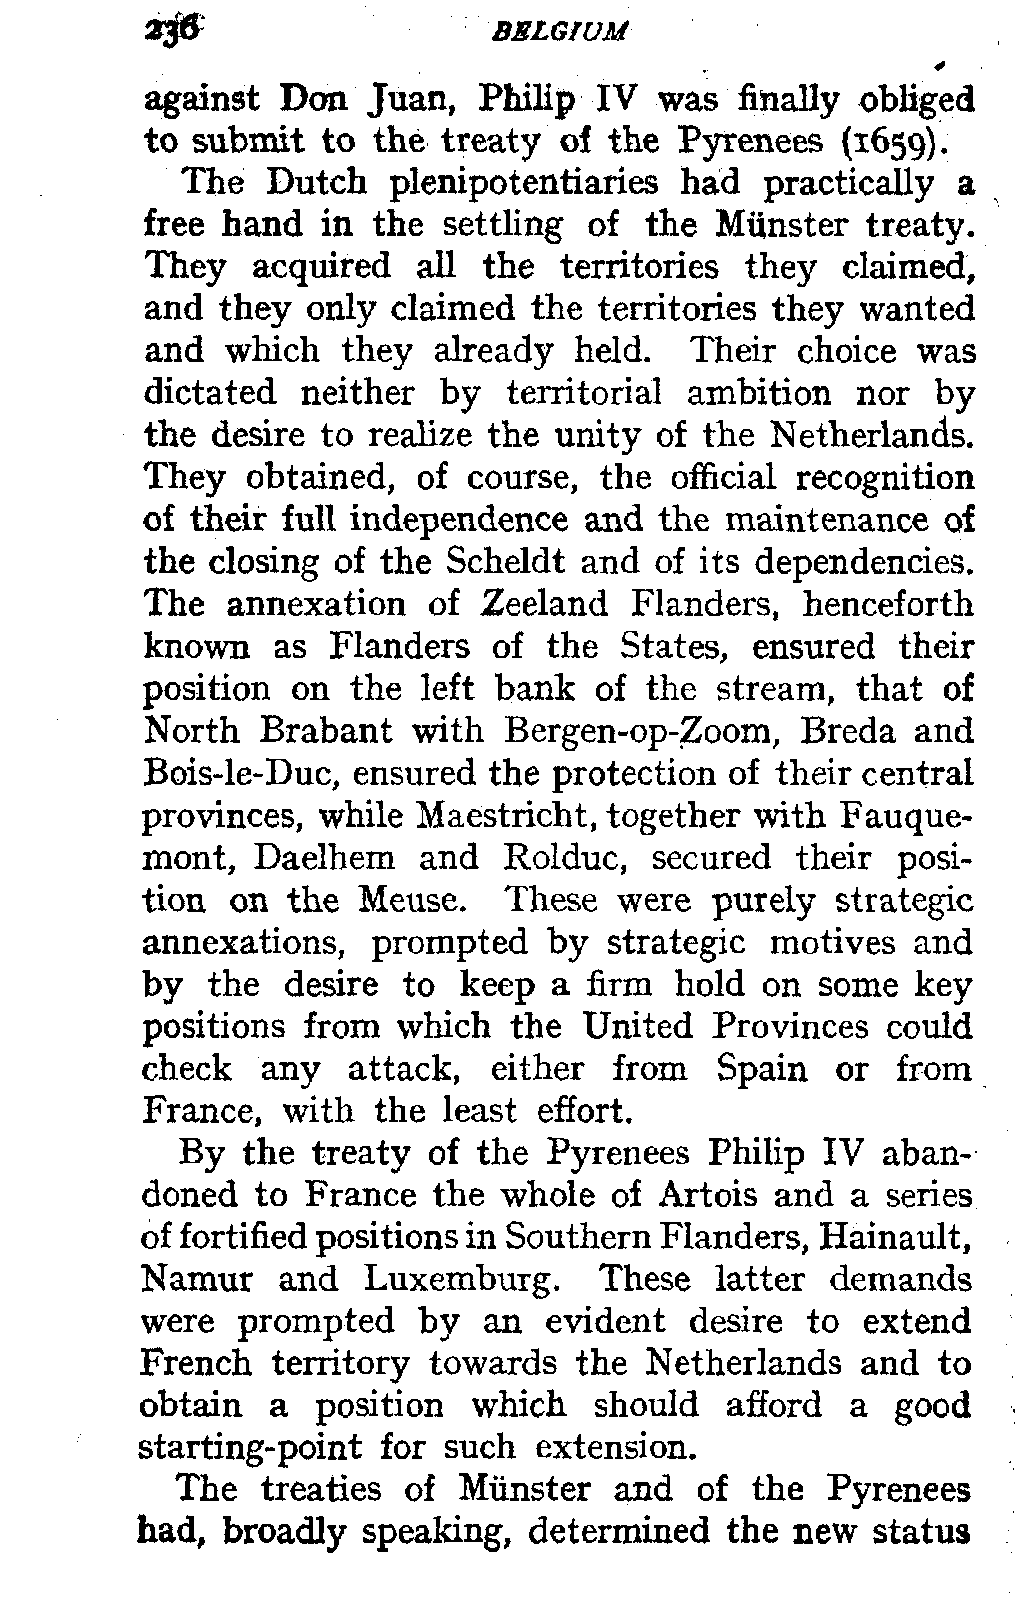 236 BELGIUM
against Don Juan, Philip IV was finally obliged
to submit to the treaty of the Pyrenees (1659).
The Dutch plenipotentiaries had practically a
free hand in the settling of the Münster treaty.
They acquired all the territories they claimed,
and they only claimed the territories they wanted
and which they already held. Their choice was
dictated neither by territorial ambition nor by
the desire to realize the unity of the Netherlands.
They obtained, of course, the official recognition
of their full independence and the maintenance of
the closing of the Scheldt and of its dependencies.
The annexation of Zeeland Flanders, henceforth
known as Flanders of the States, ensured their
position on the left bank of the stream, that of
North Brabant with Bergen-op-Zoom, Breda and
Bois-le-Duc, ensured the protection of their central
provinces, while Maestricht, together with Fauque-
mont, Daelhem and Rolduc, secured their posi-
tion on the Meuse. These were purely strategic
annexations, prompted by strategic motives and
by the desire to keep a firm hold on some key
positions from which the United Provinces could
check any attack, either from Spain or from
France, with the least effort.
By the treaty of the Pyrenees Philip IV aban-
doned to France the whole of Artois and a series
of fortified positions in Southern Flanders, Hainault,
Namur and Luxemburg. These latter demands
were prompted by an evident desire to extend
French territory towards the Netherlands and to
obtain a position which should afford a good
starting-point for such extension.
The treaties of Münster and of the Pyrenees
had, broadly speaking, determined the new status